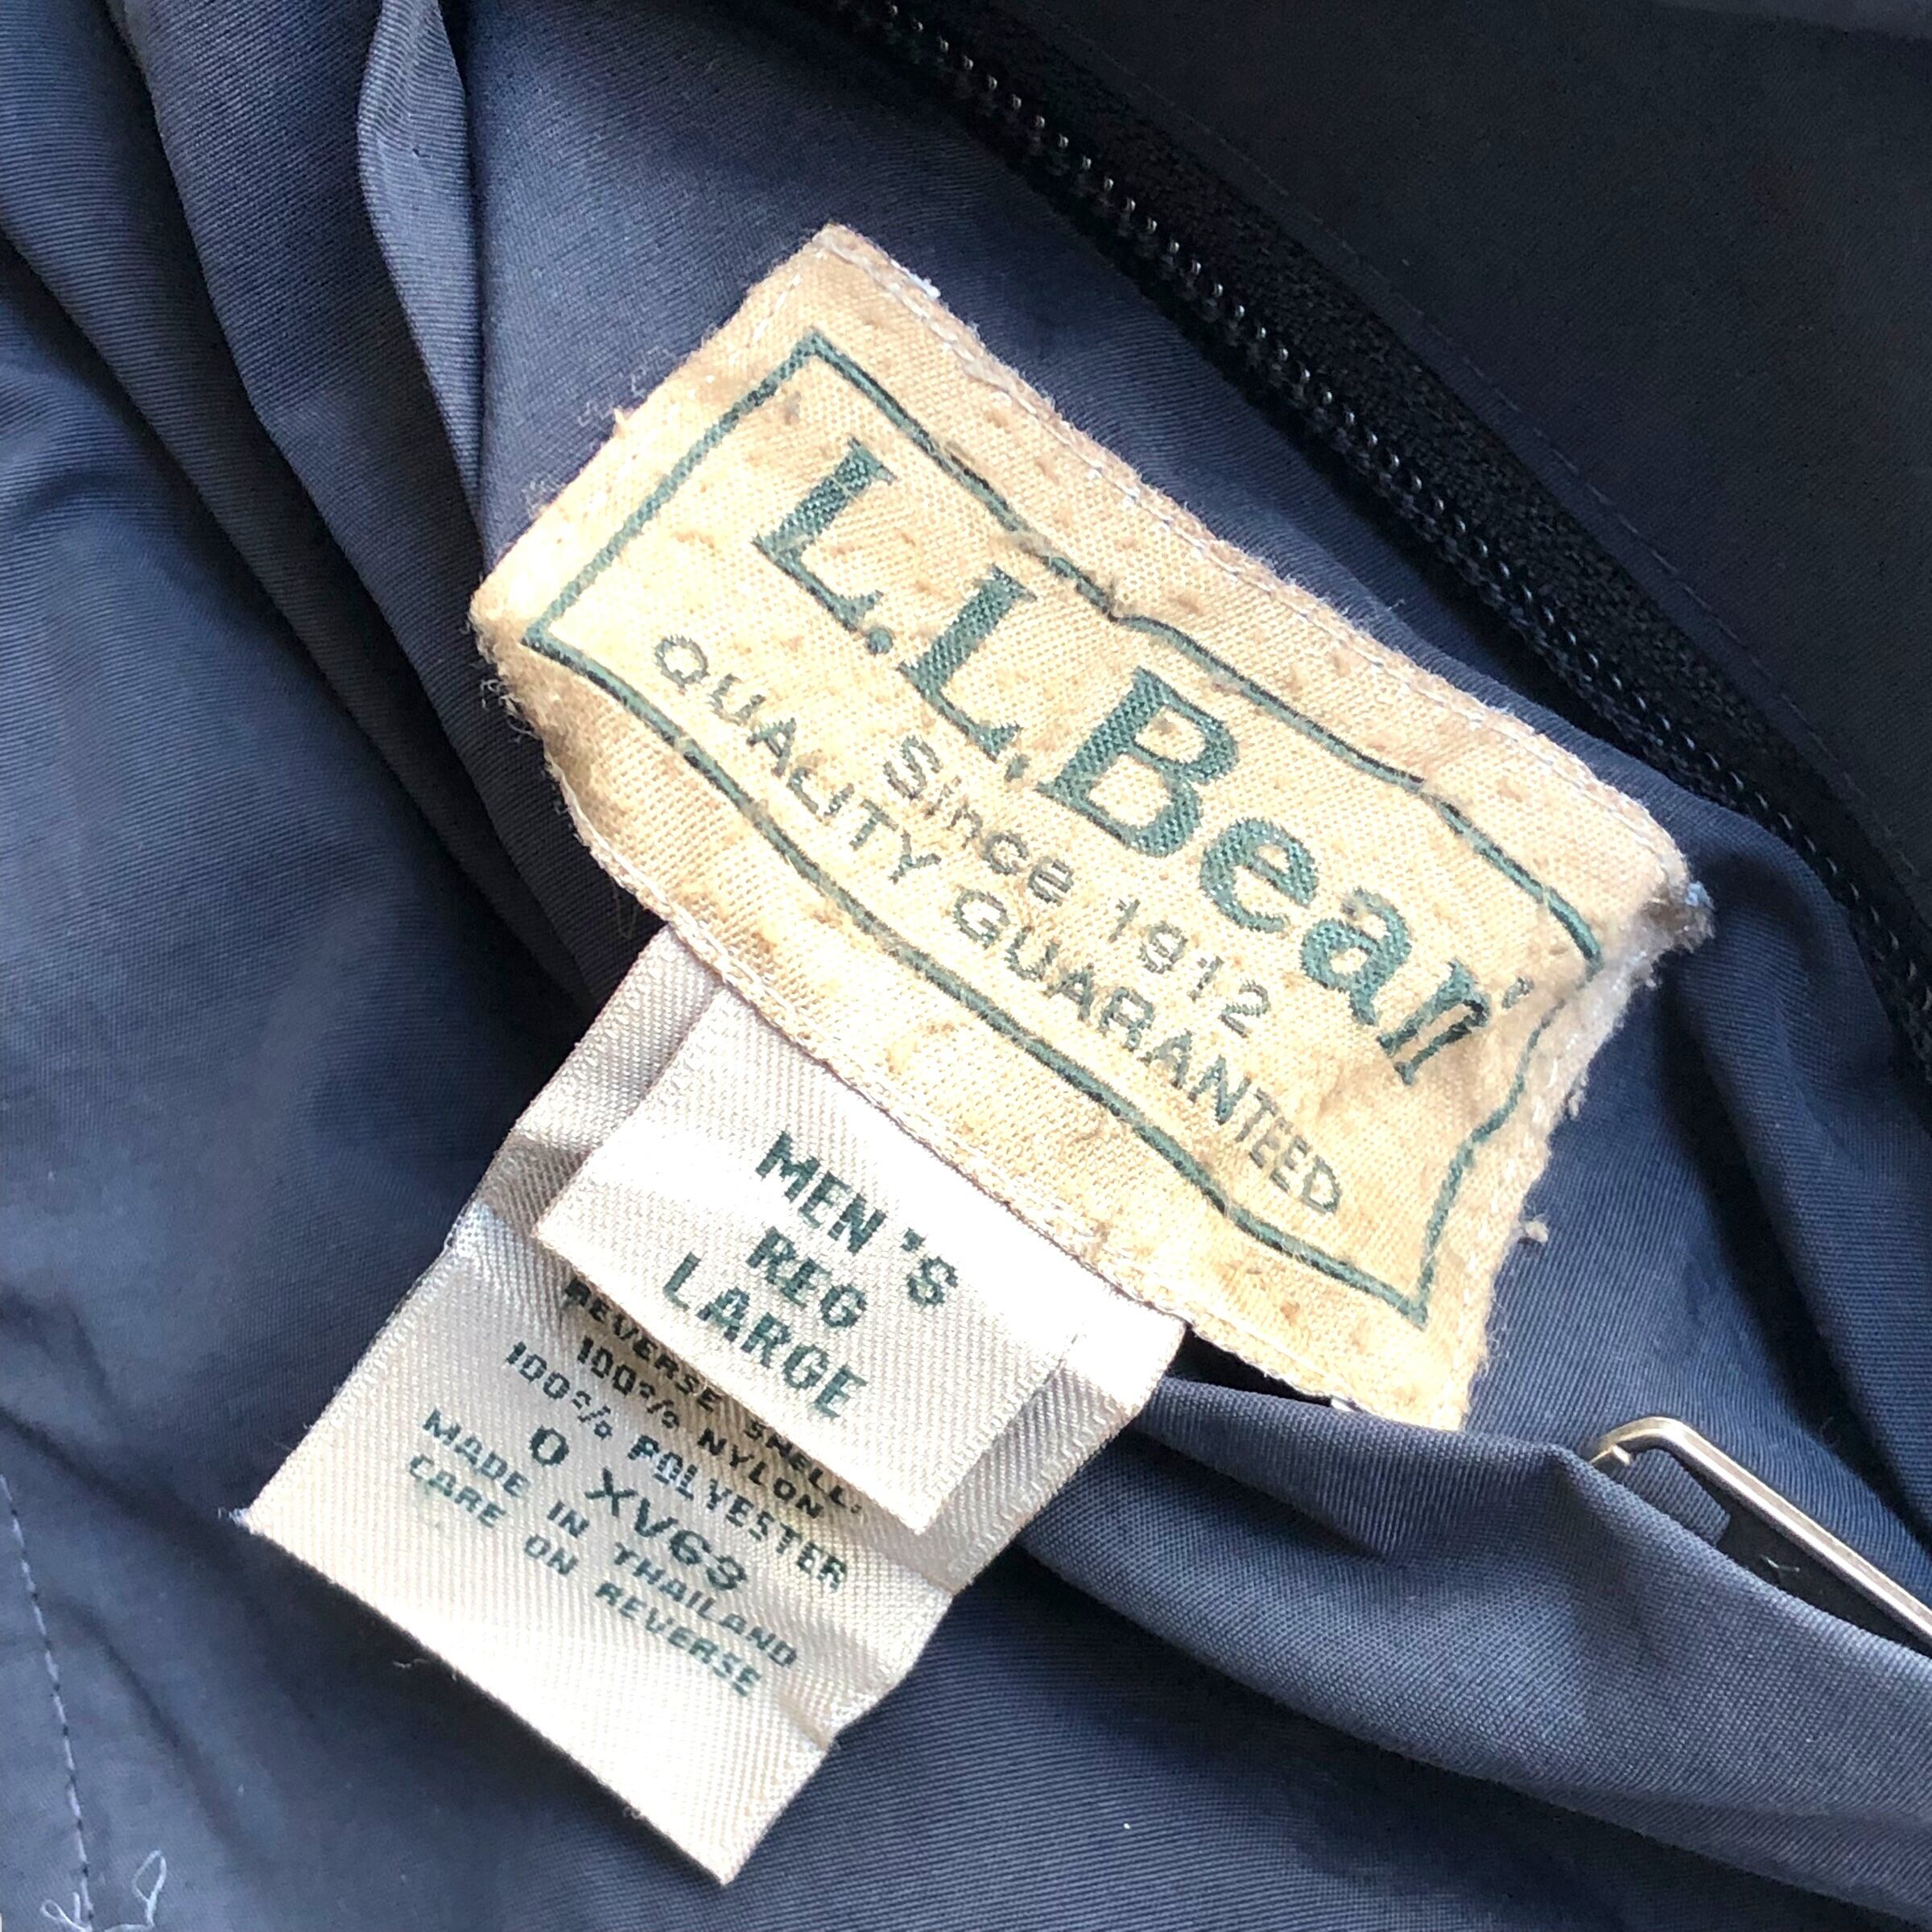 L.L.Bean®
Since 1912
QUALITY GUARANTEED
MEN'S
REG
LARGE
REVERSE SHELL:
100% NYLON
100% POLYESTER
0 XV63
MADE IN THAILAND
CARE ON REVERSE